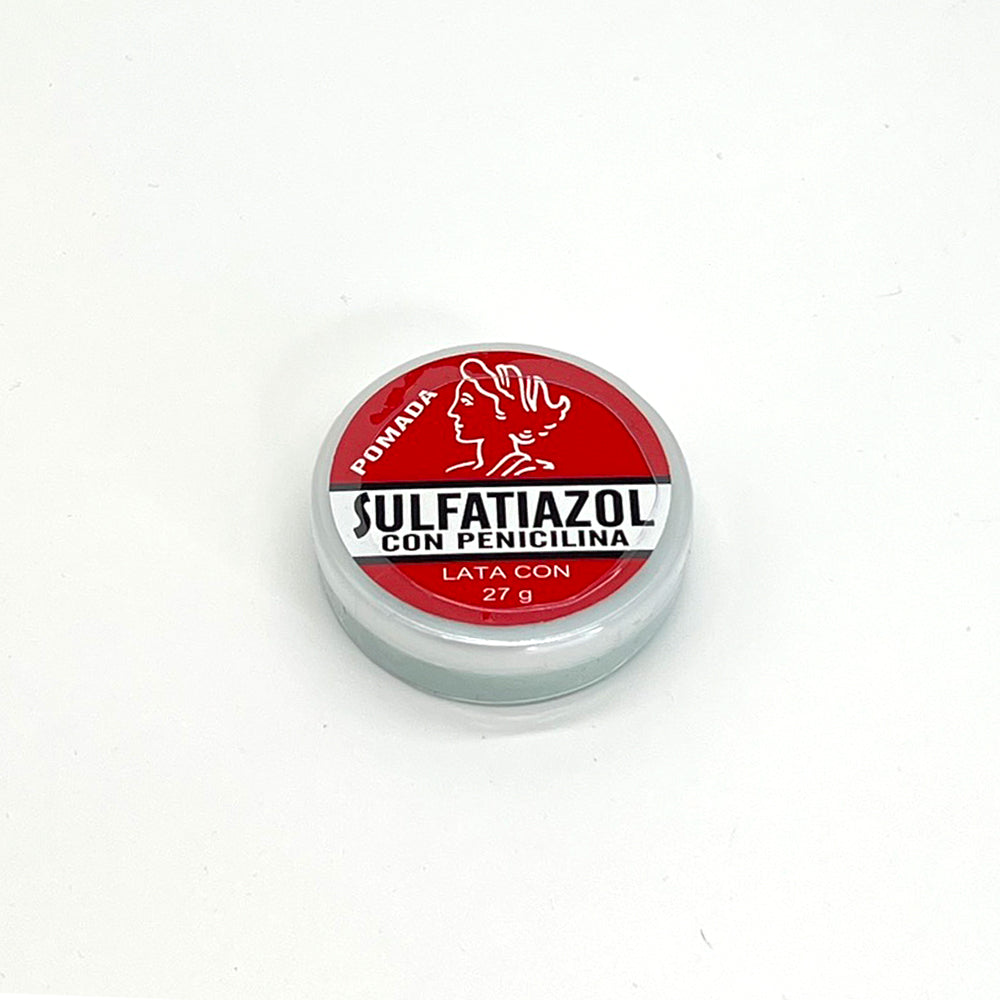 POMADA
SULFATIAZOL
CON PENICILINA
LATA CON
27 g